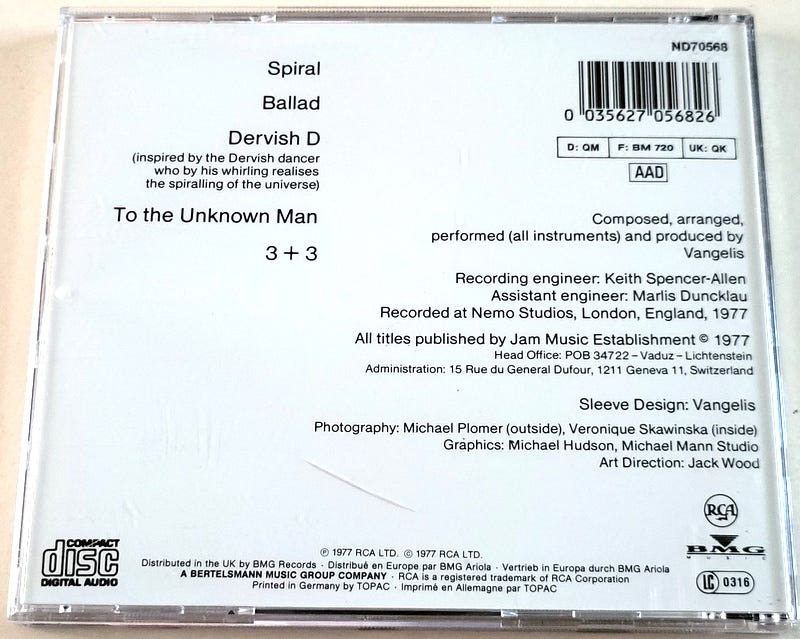 ND70568
Spiral
Ballad
Dervish D
(inspired by the Dervish dancer
who by his whirling realises
the spiralling of the universe)
To the Unknown Man
3 + 3
0 035627 056826
D: QM F: BM 720 UK: QK
AAD
Composed, arranged,
performed (all instruments) and produced by
Vangelis
Recording engineer: Keith Spencer-Allen
Assistant engineer: Marlis Duncklau
Recorded at Nemo Studios, London, England, 1977
All titles published by Jam Music Establishment © 1977
Head Office: POB 34722 – Vaduz – Lichtenstein
Administration: 15 Rue du General Dufour, 1211 Geneva 11, Switzerland
Sleeve Design: Vangelis
Photography: Michael Plomer (outside), Veronique Skawinska (inside)
Graphics: Michael Hudson, Michael Mann Studio
Art Direction: Jack Wood
RCA
BMG
MUSIC
LC 0316
COMPACT
disc
DIGITAL AUDIO
℗ 1977 RCA LTD. © 1977 RCA LTD.
Distributed in the UK by BMG Records · Distribué en Europe par BMG Ariola · Vertrieb in Europa durch BMG Ariola
A BERTELSMANN MUSIC GROUP COMPANY · RCA is a registered trademark of RCA Corporation
Printed in Germany by TOPAC · Imprimé en Allemagne par TOPAC